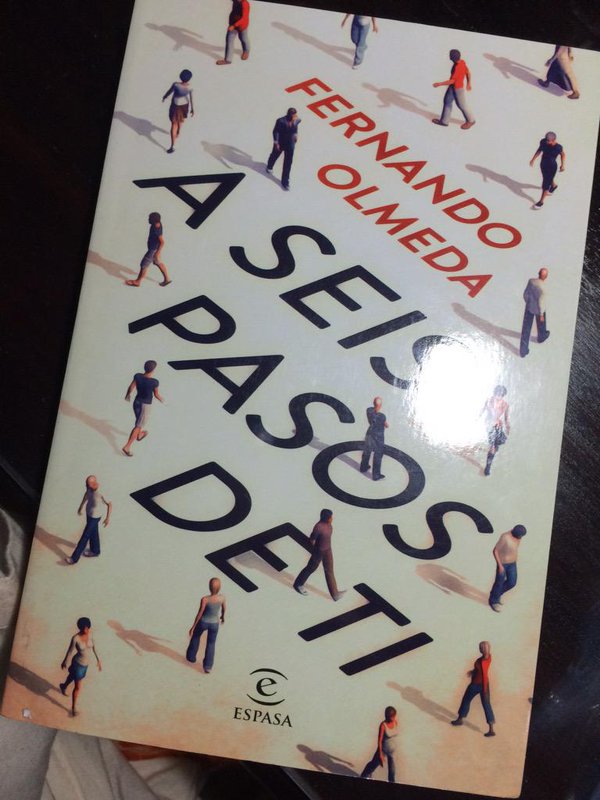 FERNANDO
OLMEDA
A SEIS
PASOS
DE TI
e
ESPASA